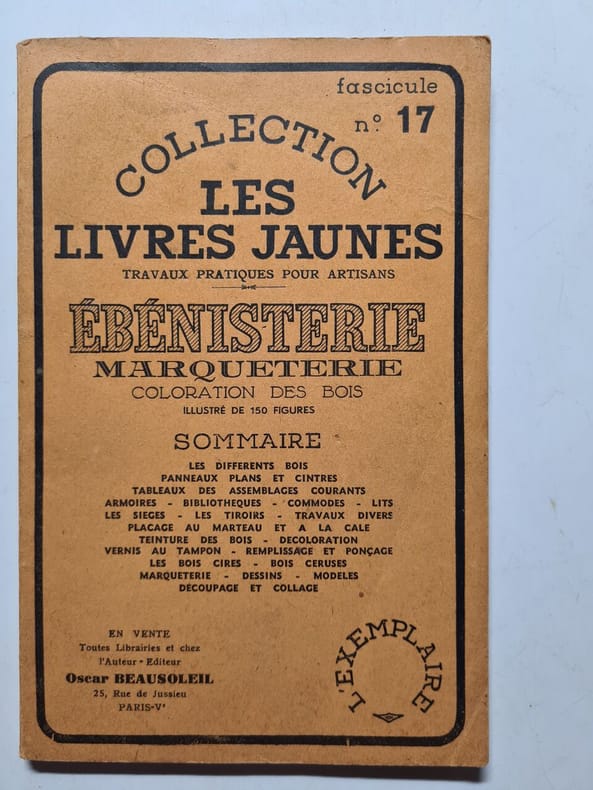 fascicule
n° 17
COLLECTION
LES
LIVRES JAUNES
TRAVAUX PRATIQUES POUR ARTISANS
ÉBÉNISTERIE
MARQUETERIE
COLORATION DES BOIS
ILLUSTRÉ DE 150 FIGURES
SOMMAIRE
LES DIFFERENTS BOIS
PANNEAUX PLANS ET CINTRES
TABLEAUX DES ASSEMBLAGES COURANTS
ARMOIRES - BIBLIOTHEQUES - COMMODES - LITS
LES SIEGES - LES TIROIRS - TRAVAUX DIVERS
PLACAGE AU MARTEAU ET A LA CALE
TEINTURE DES BOIS - DECOLORATION
VERNIS AU TAMPON - REMPLISSAGE ET PONÇAGE
LES BOIS CIRES - BOIS CERUSES
MARQUETERIE - DESSINS - MODELES
DÉCOUPAGE ET COLLAGE
EN VENTE
Toutes Librairies et chez
l'Auteur - Editeur
Oscar BEAUSOLEIL
25, Rue de Jussieu
PARIS-Vᵉ
L'EXEMPLAIRE